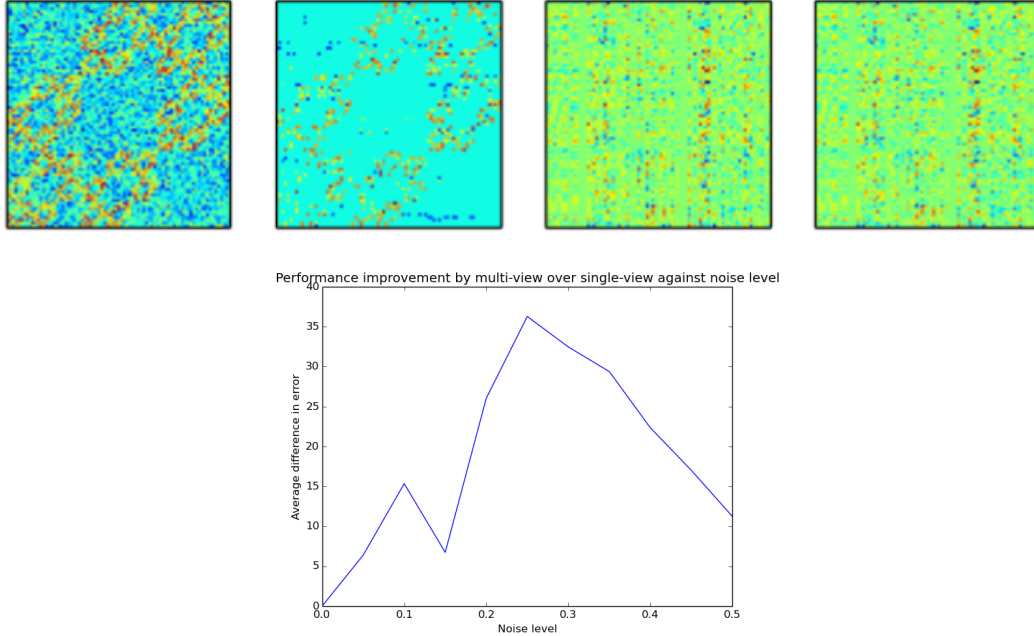 Performance improvement by multi-view over single-view against noise level
40
35
30
25
20
15
10
5
0
Average difference in error
0.0 0.1 0.2 0.3 0.4 0.5
Noise level